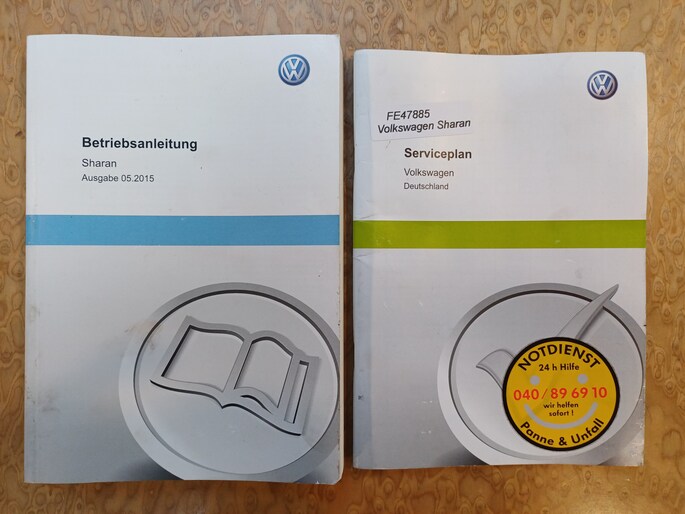 Betriebsanleitung
Sharan
Ausgabe 05.2015
FE47885
Volkswagen Sharan
Serviceplan
Volkswagen
Deutschland
NOTDIENST
24 h Hilfe
040/89 69 10
wir helfen
sofort !
Panne & Unfall